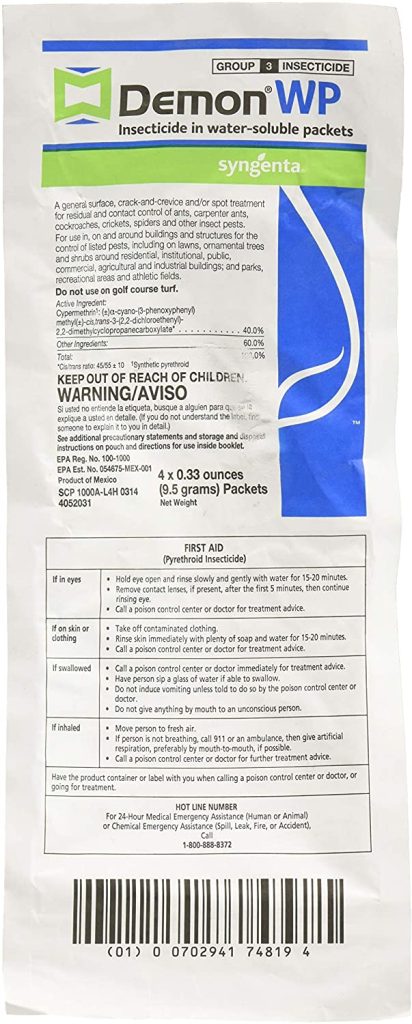 GROUP 3 INSECTICIDE
Demon® WP
Insecticide in water-soluble packets
syngenta
A general surface, crack-and-crevice and/or spot treatment
for residual and contact control of ants, carpenter ants,
cockroaches, crickets, spiders and other insect pests.
For use in, on and around buildings and structures for the
control of listed pests, including on lawns, ornamental trees
and shrubs around residential, institutional, public,
commercial, agricultural and industrial buildings; and parks,
recreational areas and athletic fields.
Do not use on golf course turf.
Active Ingredient:
Cypermethrin¹: (±)α-cyano-(3-phenoxyphenyl)
methyl(±)-cis,trans-3-(2,2-dichloroethenyl)-
2,2-dimethylcyclopropanecarboxylate* . . . . . . . . . . . 40.0%
Other Ingredients: 60.0%
Total:
*Cis/trans ratio: 45/55 ± 10 ¹Synthetic pyrethroid
KEEP OUT OF REACH OF CHILDREN.
WARNING/AVISO
Si usted no entiende la etiqueta, busque a alguien para que se la
explique a usted en detalle. (If you do not understand the label, find
someone to explain it to you in detail.)
See additional precautionary statements and storage and disposal
instructions on pouch and directions for use inside booklet.
EPA Reg. No. 100-1000
EPA Est. No. 054675-MEX-001
Product of Mexico
SCP 1000A-L4H 0314
4052031
4 x 0.33 ounces
(9.5 grams) Packets
Net Weight
™
FIRST AID
(Pyrethroid Insecticide)
If in eyes
• Hold eye open and rinse slowly and gently with water for 15-20 minutes.
• Remove contact lenses, if present, after the first 5 minutes, then continue
rinsing eye.
• Call a poison control center or doctor for treatment advice.
If on skin or
clothing
• Take off contaminated clothing.
• Rinse skin immediately with plenty of soap and water for 15-20 minutes.
• Call a poison control center or doctor for treatment advice.
If swallowed
• Call a poison control center or doctor immediately for treatment advice.
• Have person sip a glass of water if able to swallow.
• Do not induce vomiting unless told to do so by the poison control center or
doctor.
• Do not give anything by mouth to an unconscious person.
If inhaled
• Move person to fresh air.
• If person is not breathing, call 911 or an ambulance, then give artificial
respiration, preferably by mouth-to-mouth, if possible.
• Call a poison control center or doctor for further treatment advice.
Have the product container or label with you when calling a poison control center or doctor, or
going for treatment.
HOT LINE NUMBER
For 24-Hour Medical Emergency Assistance (Human or Animal)
or Chemical Emergency Assistance (Spill, Leak, Fire, or Accident),
Call
1-800-888-8372
(01) 0 0702941 74819 4